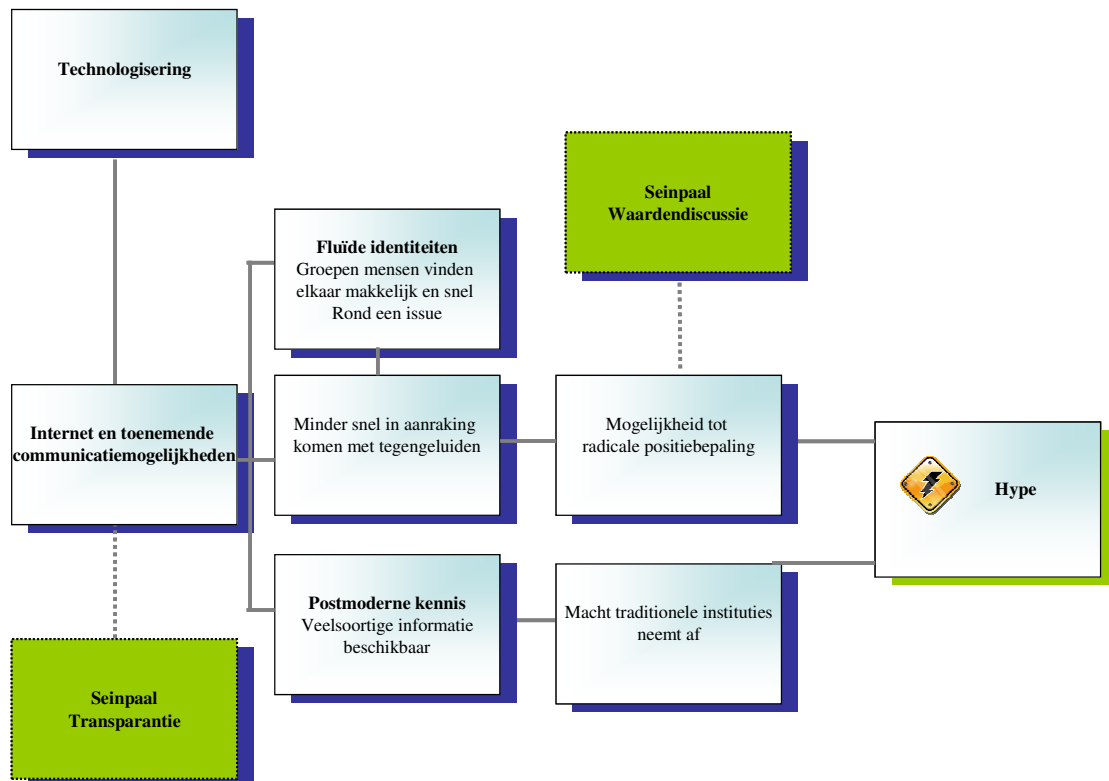 Technologisering
Seinpaal
Waardendiscussie
Fluïde identiteiten
Groepen mensen vinden
elkaar makkelijk en snel
Rond een issue
Internet en toenemende
communicatiemogelijkheden
Minder snel in aanraking
komen met tegengeluiden
Mogelijkheid tot
radicale positiebepaling
Hype
Postmoderne kennis
Veelsoortige informatie
beschikbaar
Macht traditionele instituties
neemt af
Seinpaal
Transparantie